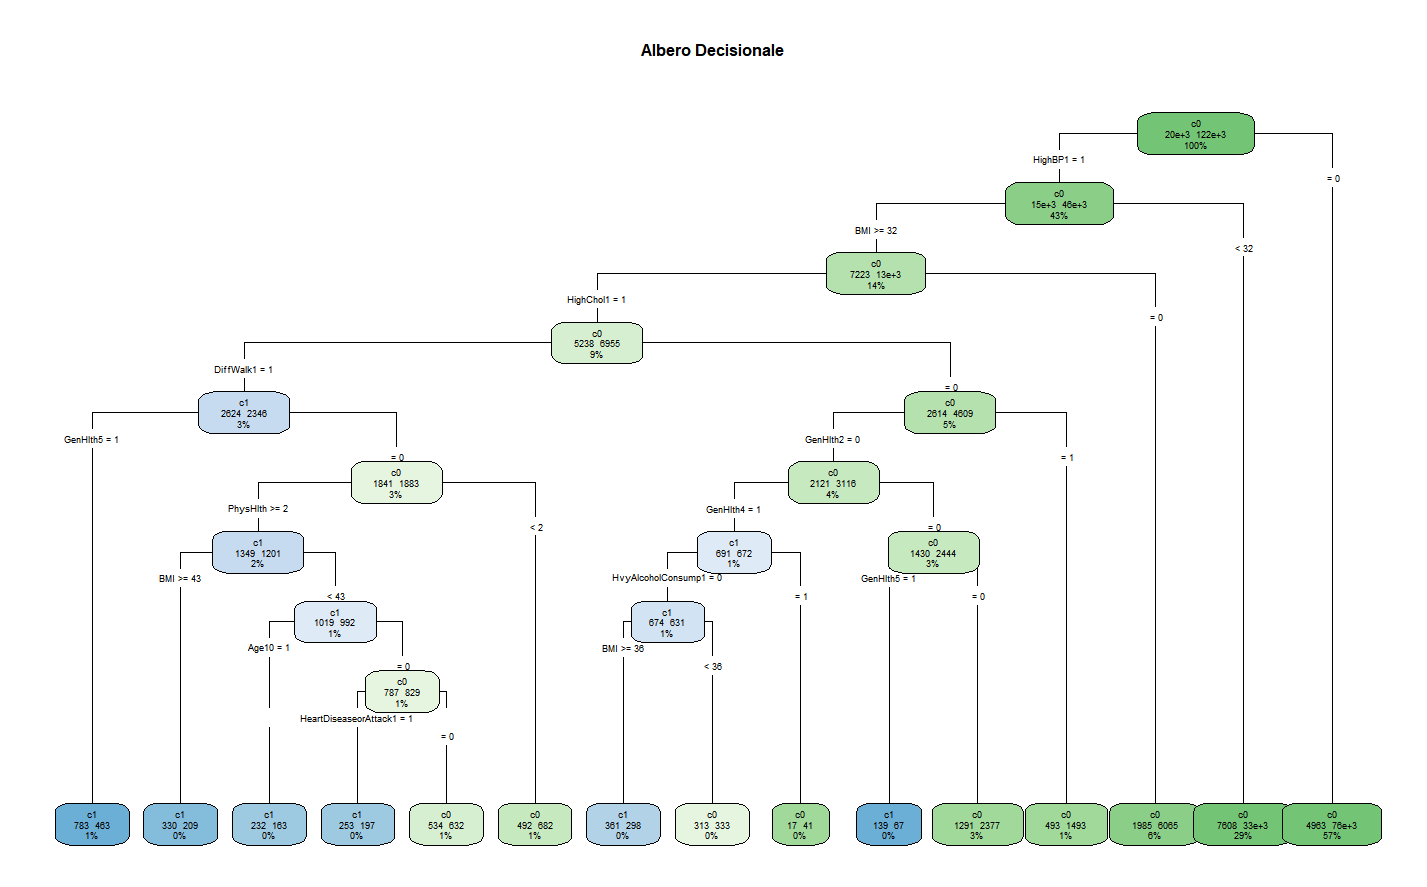 Albero Decisionale
c0
20e+3 122e+3
100%
HighBP1 = 1
= 0
c0
15e+3 46e+3
43%
BMI >= 32
< 32
c0
7223 13e+3
14%
HighChol1 = 1
= 0
c0
5238 6955
9%
DiffWalk1 = 1
= 0
c1
2624 2346
3%
c0
2614 4609
5%
GenHlth5 = 1
= 0
GenHlth2 = 0
= 1
c0
1841 1883
3%
c0
2121 3116
4%
PhysHlth >= 2
< 2
GenHlth4 = 1
= 0
c1
1349 1201
2%
c1
691 672
1%
c0
1430 2444
3%
BMI >= 43
< 43
HvyAlcoholConsump1 = 0
= 1
GenHlth5 = 1
= 0
c1
1019 992
1%
c1
674 631
1%
Age10 = 1
= 0
BMI >= 36
< 36
c0
787 829
1%
HeartDiseaseorAttack1 = 1
= 0
c1
783 463
1%
c1
330 209
0%
c1
232 163
0%
c1
253 197
0%
c0
534 632
1%
c0
492 682
1%
c1
361 298
0%
c0
313 333
0%
c0
17 41
0%
c1
139 67
0%
c0
1291 2377
3%
c0
493 1493
1%
c0
1985 6065
6%
c0
7608 33e+3
29%
c0
4963 76e+3
57%